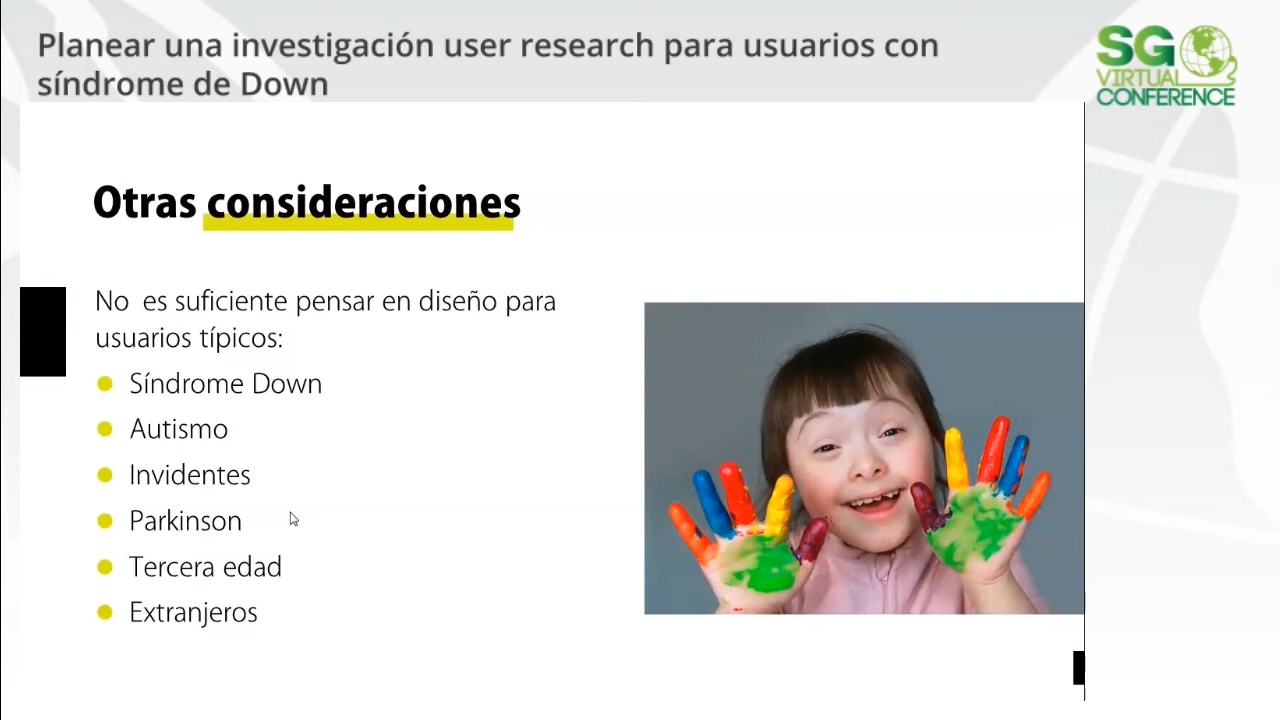 Planear una investigación user research para usuarios con
síndrome de Down
SG
VIRTUAL
CONFERENCE
Otras consideraciones
No es suficiente pensar en diseño para
usuarios típicos:
Síndrome Down
Autismo
Invidentes
Parkinson
Tercera edad
Extranjeros